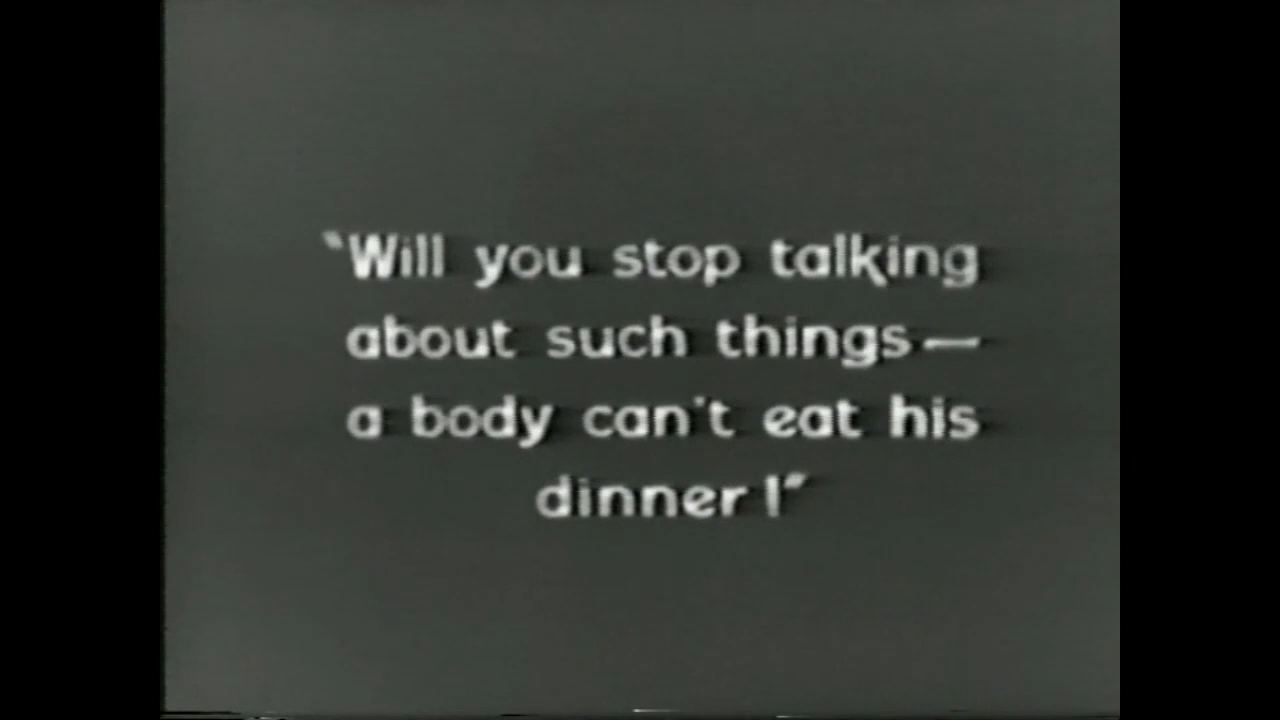 "Will you stop talking
about such things—
a body can't eat his
dinner!"